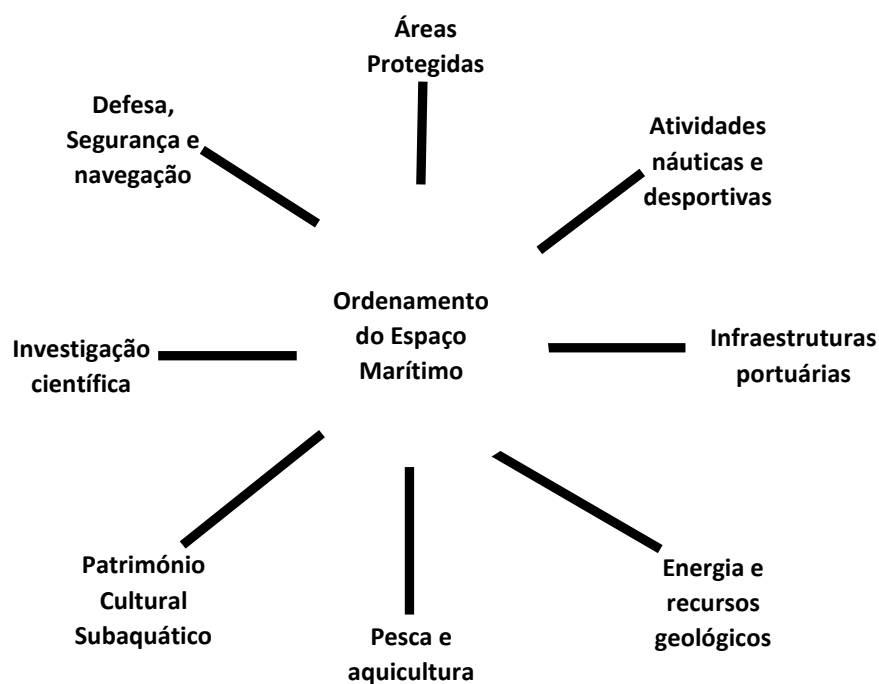 Áreas
Protegidas
Defesa,
Segurança e
navegação
Atividades
náuticas e
desportivas
Ordenamento
do Espaço
Marítimo
Investigação
científica
Infraestruturas
portuárias
Património
Cultural
Subaquático
Pesca e
aquicultura
Energia e
recursos
geológicos